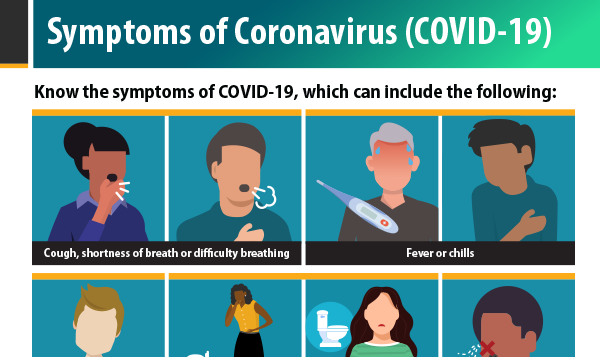 Symptoms of Coronavirus (COVID-19)
Know the symptoms of COVID-19, which can include the following:
Cough, shortness of breath or difficulty breathing
Fever or chills